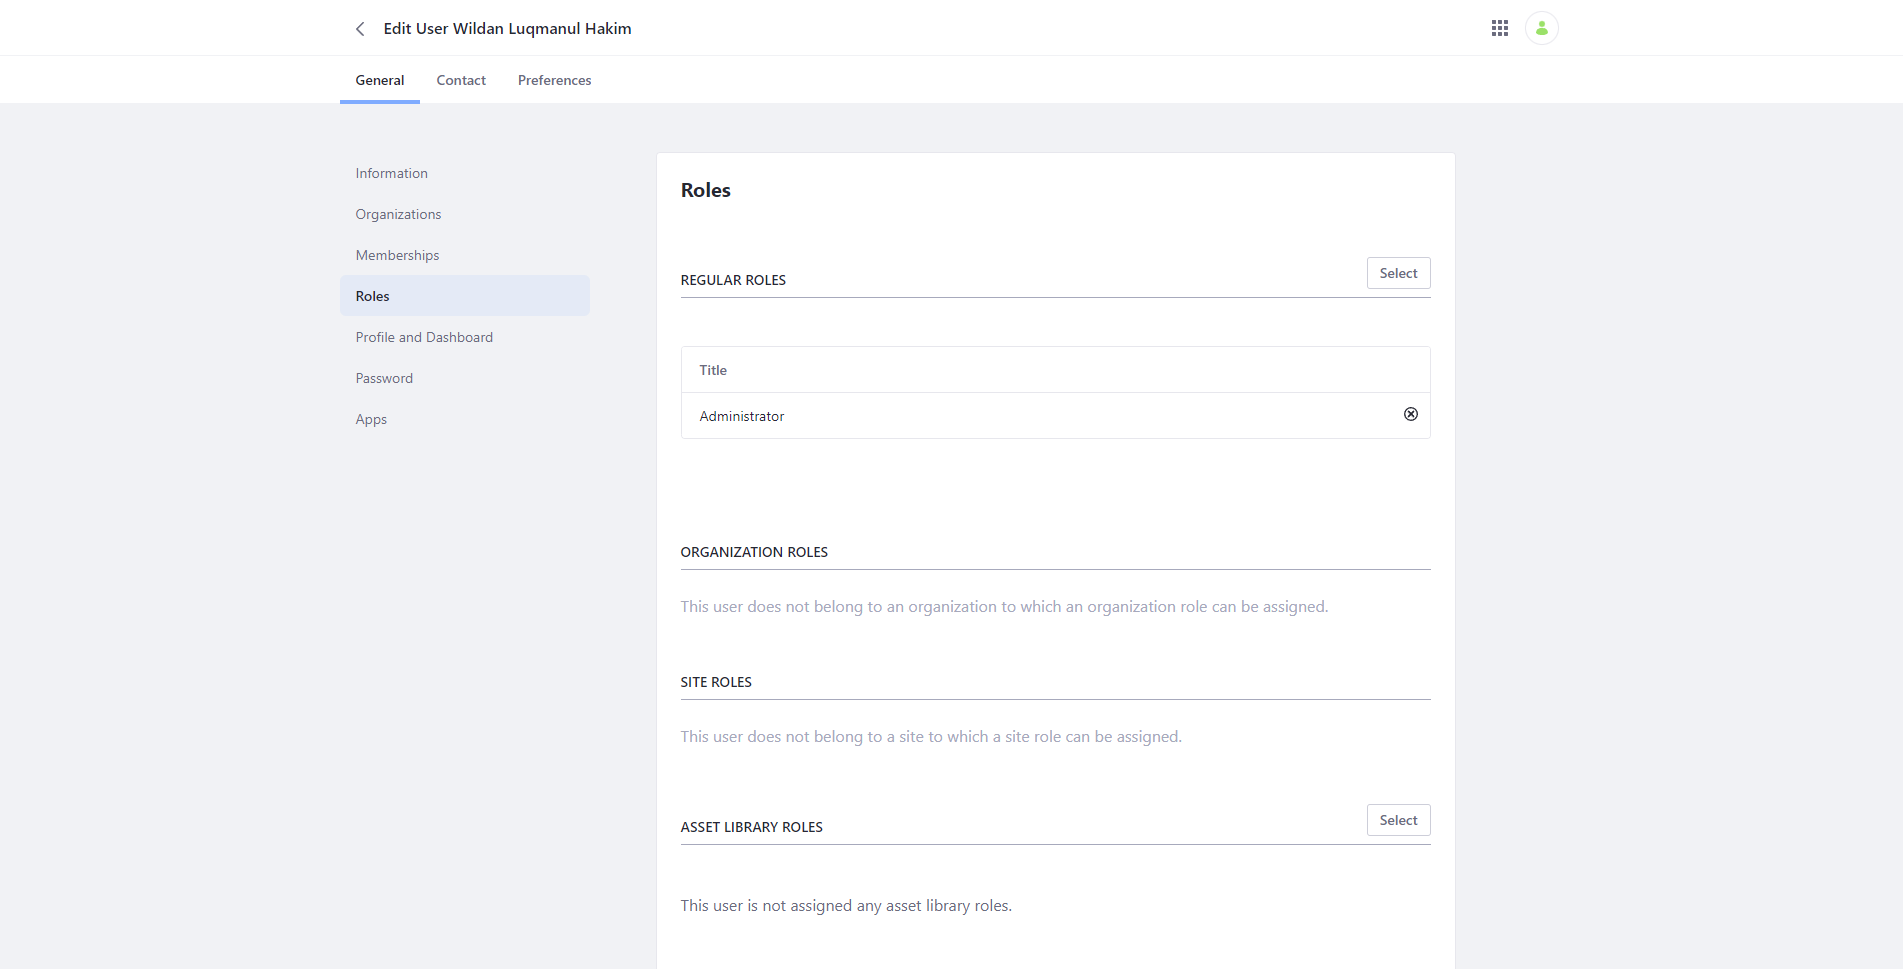 Edit User Wildan Luqmanul Hakim
General
Contact
Preferences
Information
Organizations
Memberships
Roles
Profile and Dashboard
Password
Apps
Roles
REGULAR ROLES
Select
Title
Administrator
ORGANIZATION ROLES
This user does not belong to an organization to which an organization role can be assigned.
SITE ROLES
This user does not belong to a site to which a site role can be assigned.
ASSET LIBRARY ROLES
Select
This user is not assigned any asset library roles.